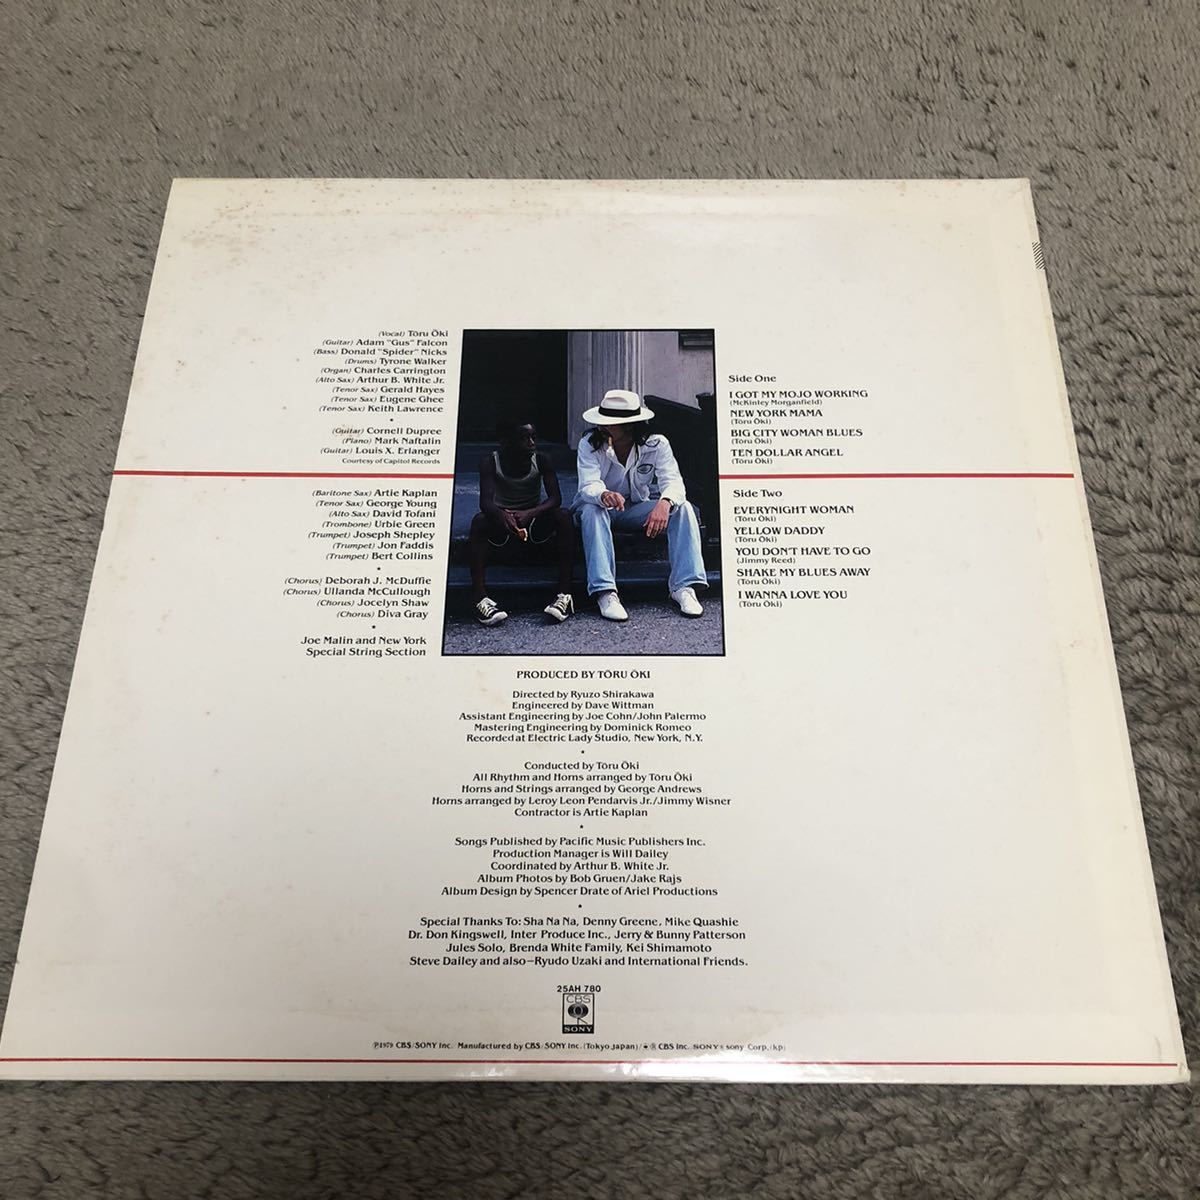 (Vocal) Tōru Ōki
(Guitar) Adam "Gus" Falcon
(Bass) Donald "Spider" Nicks
(Drums) Tyrone Walker
(Organ) Charles Carrington
(Alto Sax) Arthur B. White Jr.
(Tenor Sax) Gerald Hayes
(Tenor Sax) Eugene Ghee
(Tenor Sax) Keith Lawrence
*
(Guitar) Cornell Dupree
(Piano) Mark Naftalin
(Guitar) Louis X. Erlanger
Courtesy of Capitol Records
(Baritone Sax) Artie Kaplan
(Tenor Sax) George Young
(Alto Sax) David Tofani
(Trombone) Urbie Green
(Trumpet) Joseph Shepley
(Trumpet) Jon Faddis
(Trumpet) Bert Collins
*
(Chorus) Deborah J. McDuffie
(Chorus) Ullanda McCullough
(Chorus) Jocelyn Shaw
(Chorus) Diva Gray
*
Joe Malin and New York
Special String Section
Side One
I GOT MY MOJO WORKING
(McKinley Morganfield)
NEW YORK MAMA
(Tōru Ōki)
BIG CITY WOMAN BLUES
(Tōru Ōki)
TEN DOLLAR ANGEL
(Tōru Ōki)
Side Two
EVERYNIGHT WOMAN
(Tōru Ōki)
YELLOW DADDY
(Tōru Ōki)
YOU DON'T HAVE TO GO
(Jimmy Reed)
SHAKE MY BLUES AWAY
(Tōru Ōki)
I WANNA LOVE YOU
(Tōru Ōki)
PRODUCED BY TŌRU ŌKI
Directed by Ryuzo Shirakawa
Engineered by Dave Wittman
Assistant Engineering by Joe Cohn/John Palermo
Mastering Engineering by Dominick Romeo
Recorded at Electric Lady Studio, New York, N.Y.
*
Conducted by Tōru Ōki
All Rhythm and Horns arranged by Tōru Ōki
Horns and Strings arranged by George Andrews
Horns arranged by Leroy Leon Pendarvis Jr./Jimmy Wisner
Contractor is Artie Kaplan
*
Songs Published by Pacific Music Publishers Inc.
Production Manager is Will Dailey
Coordinated by Arthur B. White Jr.
Album Photos by Bob Gruen/Jake Rajs
Album Design by Spencer Drate of Ariel Productions
*
Special Thanks To: Sha Na Na, Denny Greene, Mike Quashie
Dr. Don Kingswell, Inter Produce Inc., Jerry & Bunny Patterson
Jules Solo, Brenda White Family, Kei Shimamoto
Steve Dailey and also—Ryudo Uzaki and International Friends.
25AH 780
CBS
SONY
℗1979 CBS/SONY Inc. Manufactured by CBS/SONY Inc. (Tokyo Japan)/ ® CBS Inc. SONY® Sony Corp. (kp)